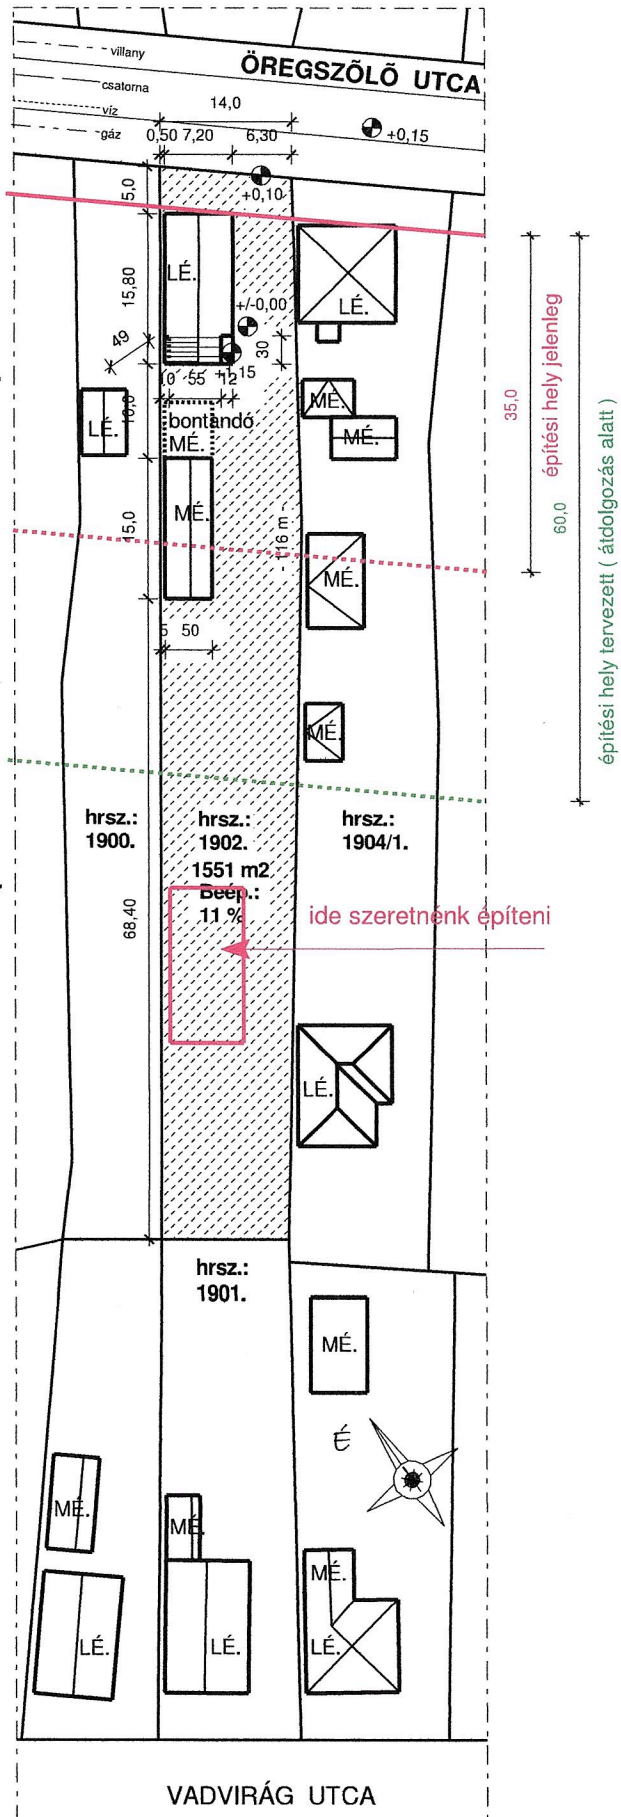 villany
ÖREGSZŐLŐ UTCA
csatorna
14,0
víz
gáz
0,50 7,20 6,30
+0,15
5,0
+0,10
LÉ.
15,80
LÉ.
+/-0,00
49
30
55 12
LÉ.
bontandó
MÉ.
MÉ.
MÉ.
35,0
építési hely jelenleg
60,0
építési hely tervezett ( átdolgozás alatt )
MÉ.
15,0
- 116 m -
MÉ.
5 50
MÉ.
hrsz.:
1900.
hrsz.:
1902.
1551 m2
Beép.:
11 %
hrsz.:
1904/1.
68,40
ide szeretnénk építeni
LÉ.
hrsz.:
1901.
MÉ.
É
MÉ.
MÉ.
MÉ.
LÉ.
LÉ.
LÉ.
VADVIRÁG UTCA